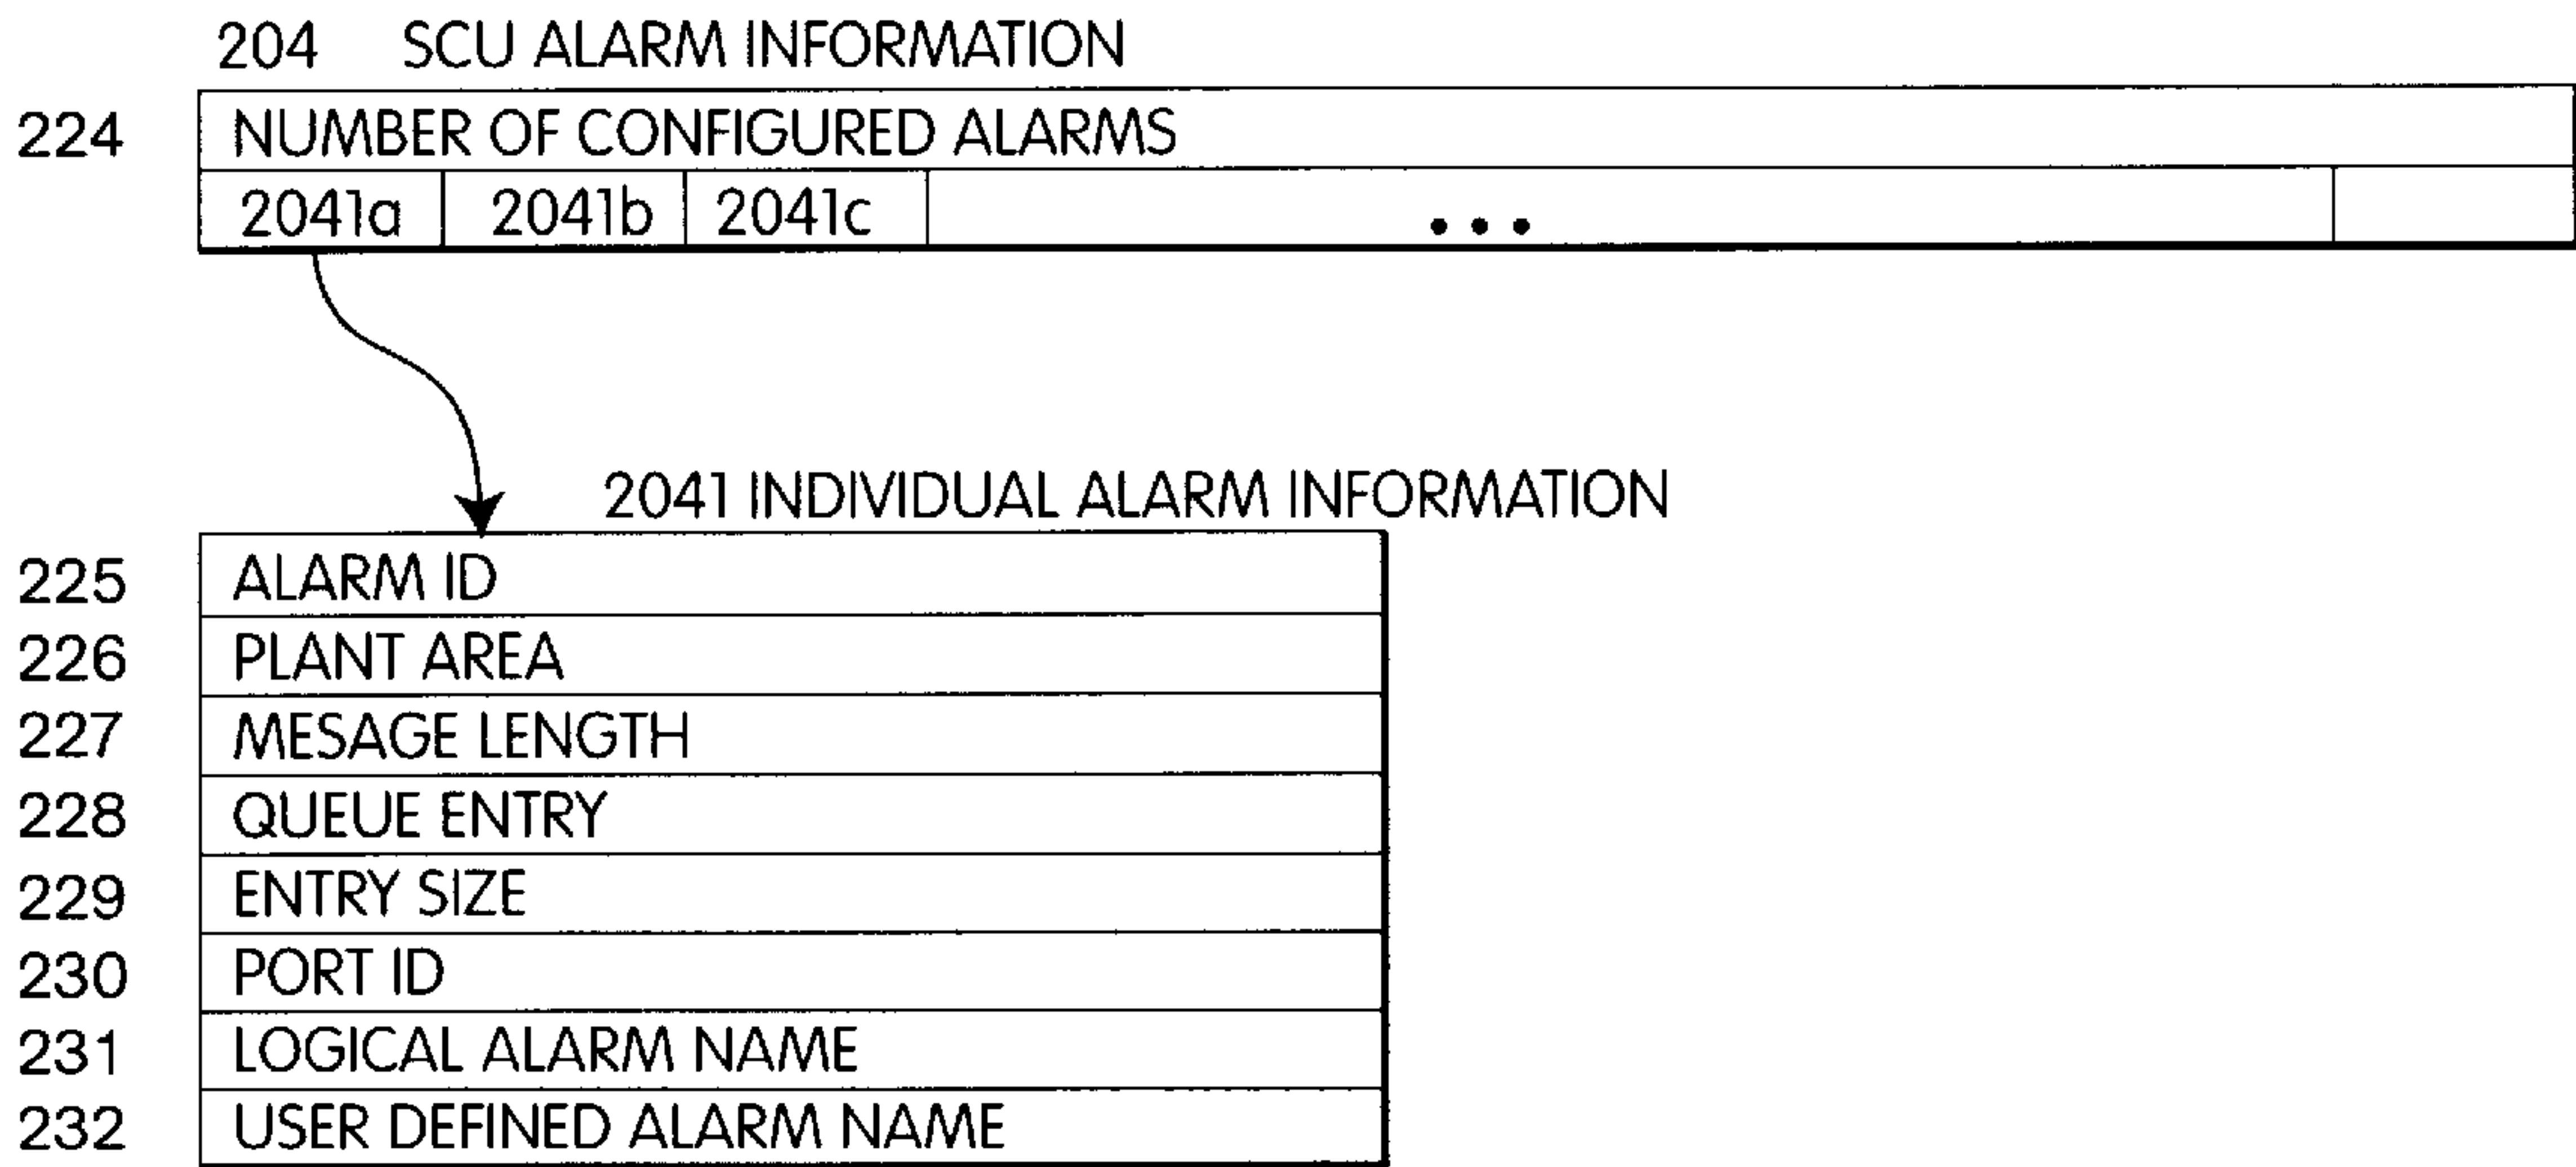 204 SCU ALARM INFORMATION
224 NUMBER OF CONFIGURED ALARMS
2041a 2041b 2041c ...
2041 INDIVIDUAL ALARM INFORMATION
225 ALARM ID
226 PLANT AREA
227 MESAGE LENGTH
228 QUEUE ENTRY
229 ENTRY SIZE
230 PORT ID
231 LOGICAL ALARM NAME
232 USER DEFINED ALARM NAME